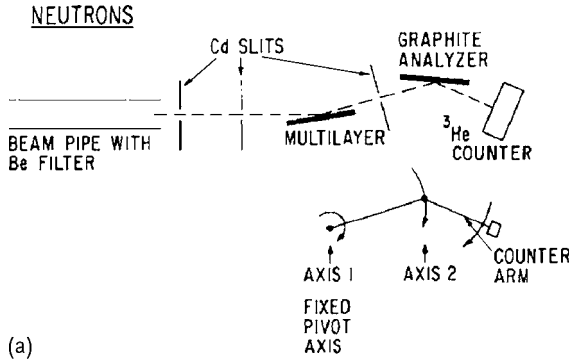 NEUTRONS
Cd SLITS
GRAPHITE
ANALYZER
BEAM PIPE WITH
Be FILTER
MULTILAYER
³He
COUNTER
AXIS 1
AXIS 2
COUNTER
ARM
FIXED
PIVOT
AXIS
(a)